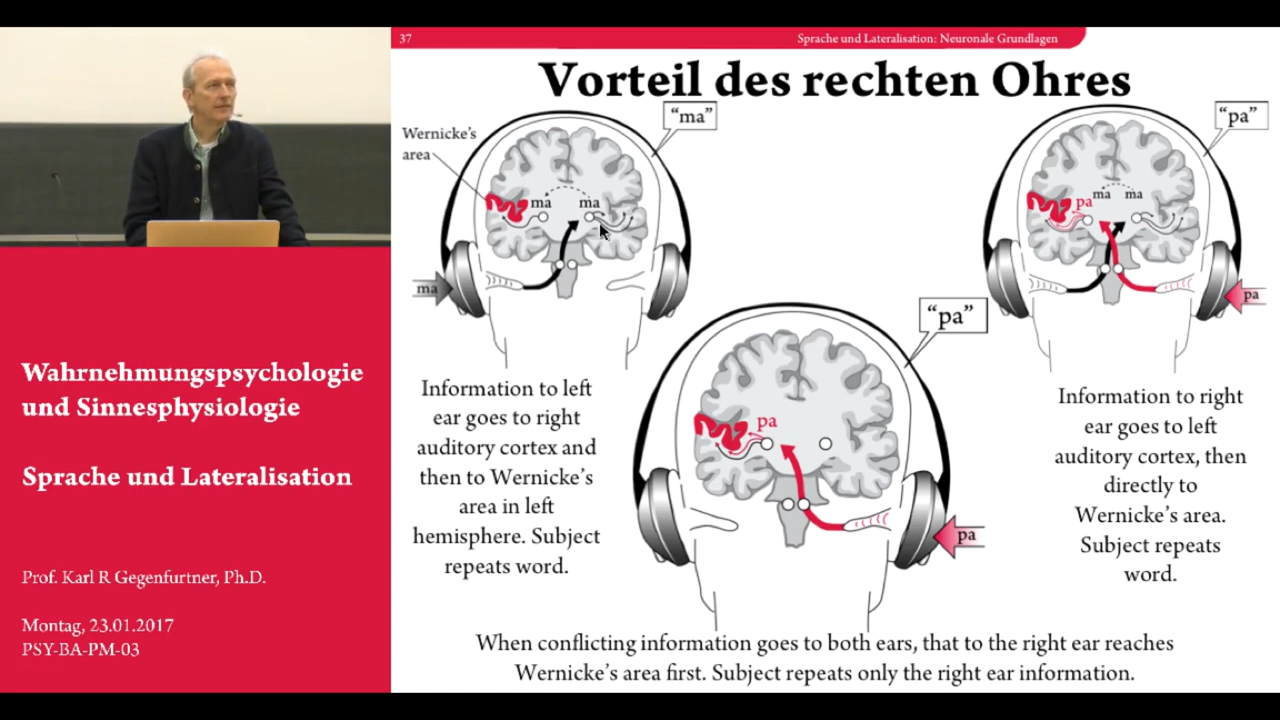 37
Sprache und Lateralisation: Neuronale Grundlagen
Vorteil des rechten Ohres
Wernicke's
area
"ma"
ma
ma
ma
"pa"
pa
ma
ma
pa
"pa"
pa
pa
Information to left
ear goes to right
auditory cortex and
then to Wernicke's
area in left
hemisphere. Subject
repeats word.
Information to right
ear goes to left
auditory cortex, then
directly to
Wernicke's area.
Subject repeats
word.
When conflicting information goes to both ears, that to the right ear reaches
Wernicke's area first. Subject repeats only the right ear information.
Wahrnehmungspsychologie
und Sinnesphysiologie
Sprache und Lateralisation
Prof. Karl R Gegenfurtner, Ph.D.
Montag, 23.01.2017
PSY-BA-PM-03